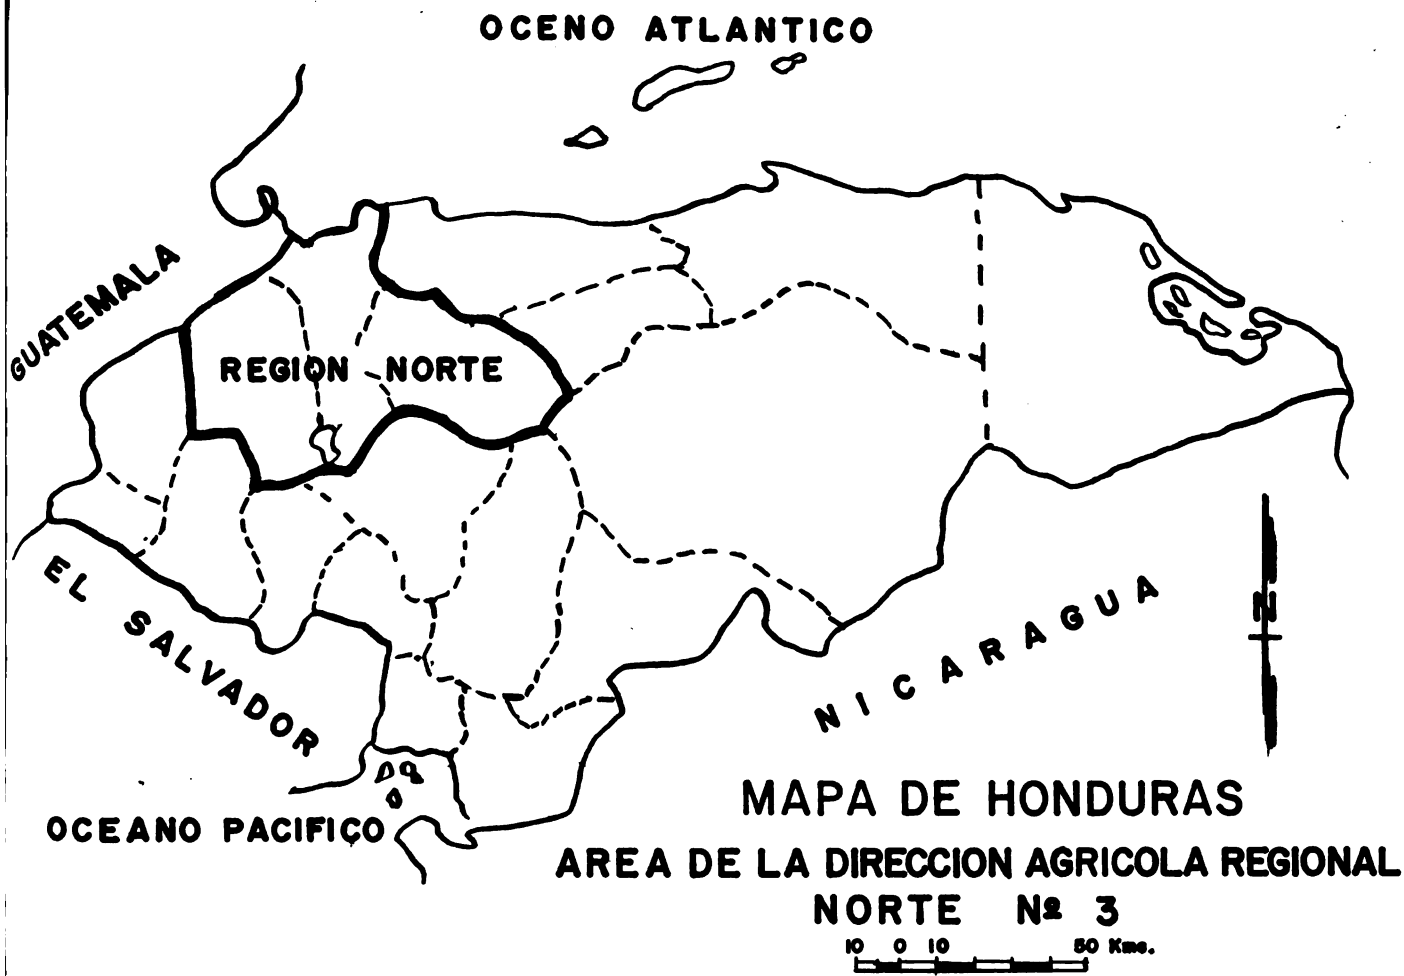 OCENO ATLANTICO
GUATEMALA
REGION NORTE
EL SALVADOR
NICARAGUA
N
OCEANO PACIFICO
MAPA DE HONDURAS
AREA DE LA DIRECCION AGRICOLA REGIONAL
NORTE Nº 3
10 0 10 50 Kms.